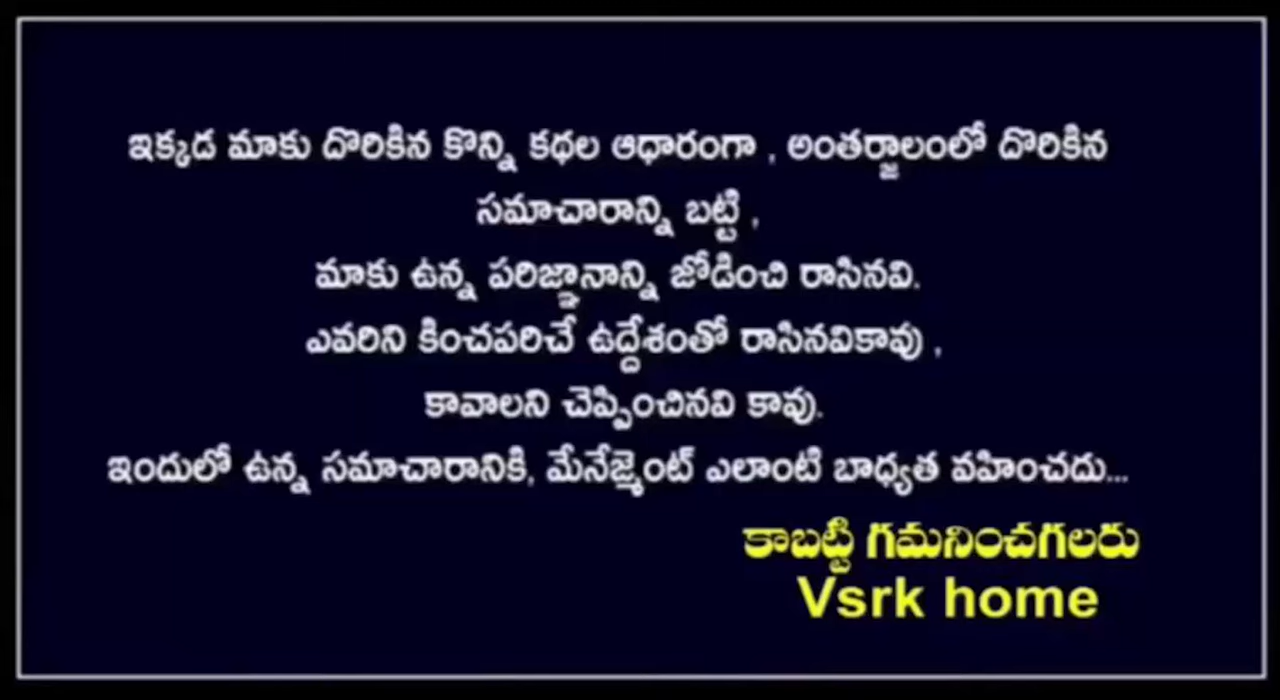 ఇక్కడ మాకు దొరికిన కొన్ని కథల ఆధారంగా , అంతర్జాలంలో దొరికిన
సమాచారాన్ని బట్టి ,
మాకు ఉన్న పరిజ్ఞానాన్ని జోడించి రాసినవి.
ఎవరిని కించపరిచే ఉద్దేశంతో రాసినవికావు ,
కావాలని చెప్పించినవి కావు.
ఇందులో ఉన్న సమాచారానికి, మేనేజ్మెంట్ ఎలాంటి బాధ్యత వహించదు...
కాబట్టి గమనించగలరు
Vsrk home